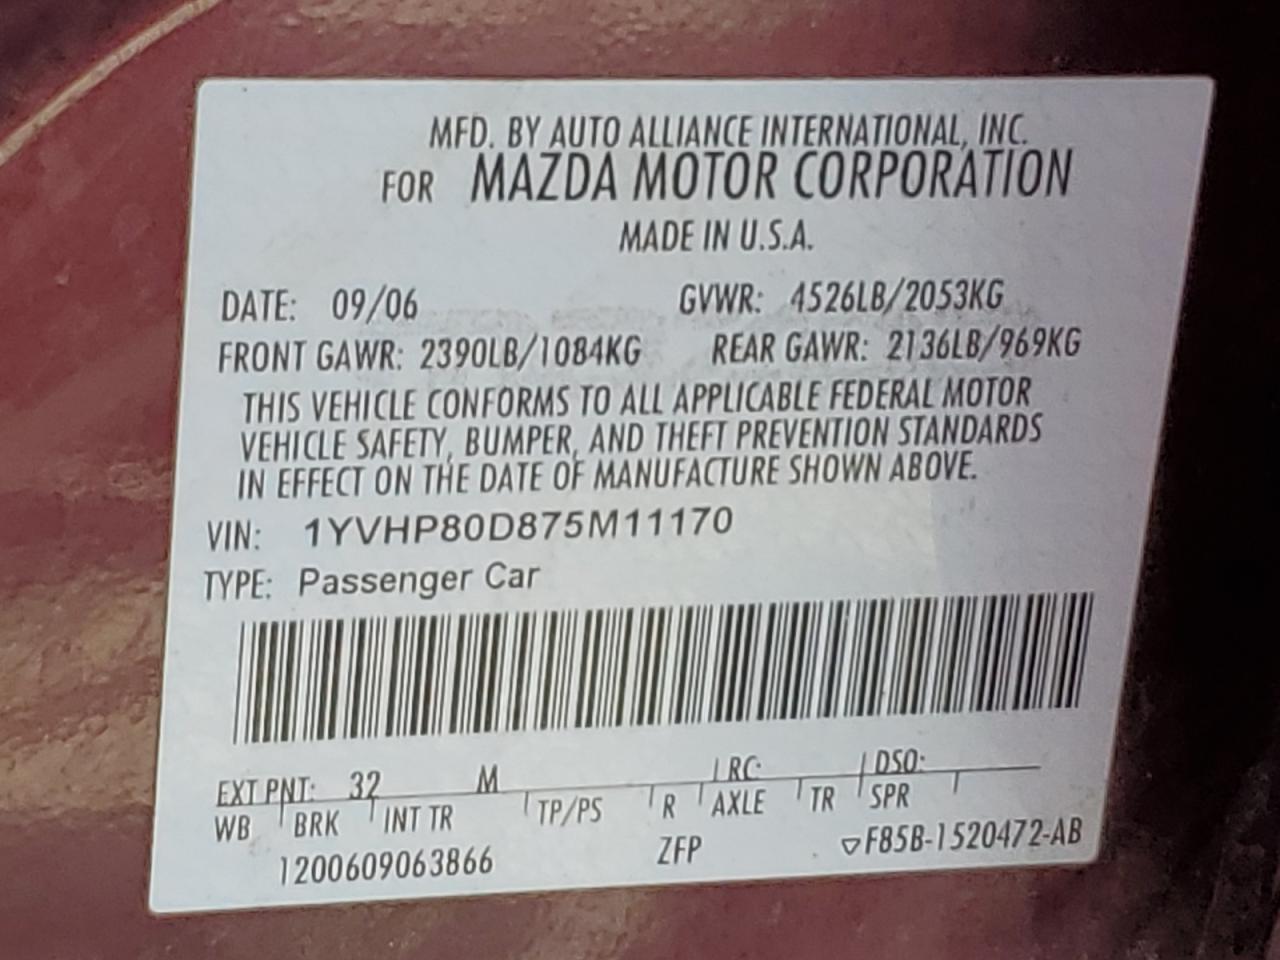 MFD. BY AUTO ALLIANCE INTERNATIONAL, INC.
FOR MAZDA MOTOR CORPORATION
MADE IN U.S.A.
DATE: 09/06 GVWR: 4526LB/2053KG
FRONT GAWR: 2390LB/1084KG REAR GAWR: 2136LB/969KG
THIS VEHICLE CONFORMS TO ALL APPLICABLE FEDERAL MOTOR
VEHICLE SAFETY, BUMPER, AND THEFT PREVENTION STANDARDS
IN EFFECT ON THE DATE OF MANUFACTURE SHOWN ABOVE.
VIN: 1YVHP80D875M11170
TYPE: Passenger Car
EXT PNT: 32 M RC: DSO:
WB BRK INT TR TP/PS R AXLE TR SPR
1200609063866 ZFP ▽F85B-1520472-AB